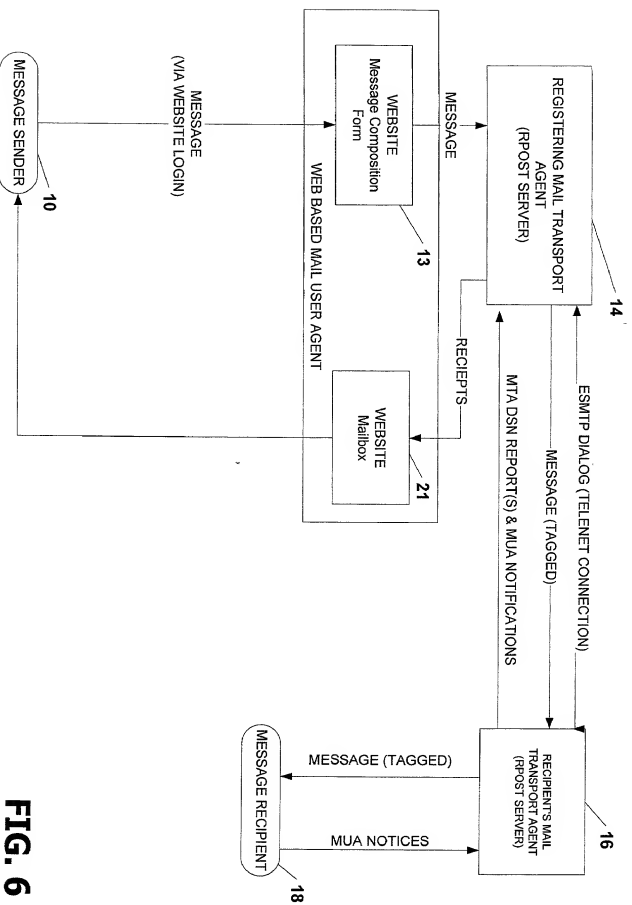 REGISTERING MAIL TRANSPORT
AGENT
(RPOST SERVER)
14
ESMTP DIALOG (TELENET CONNECTION)
MESSAGE (TAGGED)
MTA DSN REPORT(S) & MUA NOTIFICATIONS
RECIPIENT'S MAIL
TRANSPORT AGENT
(RPOST SERVER)
16
MESSAGE
RECIEPTS
MESSAGE (TAGGED)
MUA NOTICES
WEBSITE
Message Composition
Form
13
WEBSITE
Mailbox
21
WEB BASED MAIL USER AGENT
MESSAGE RECIPIENT
18
MESSAGE
(VIA WEBSITE LOGIN)
MESSAGE SENDER
10
FIG. 6